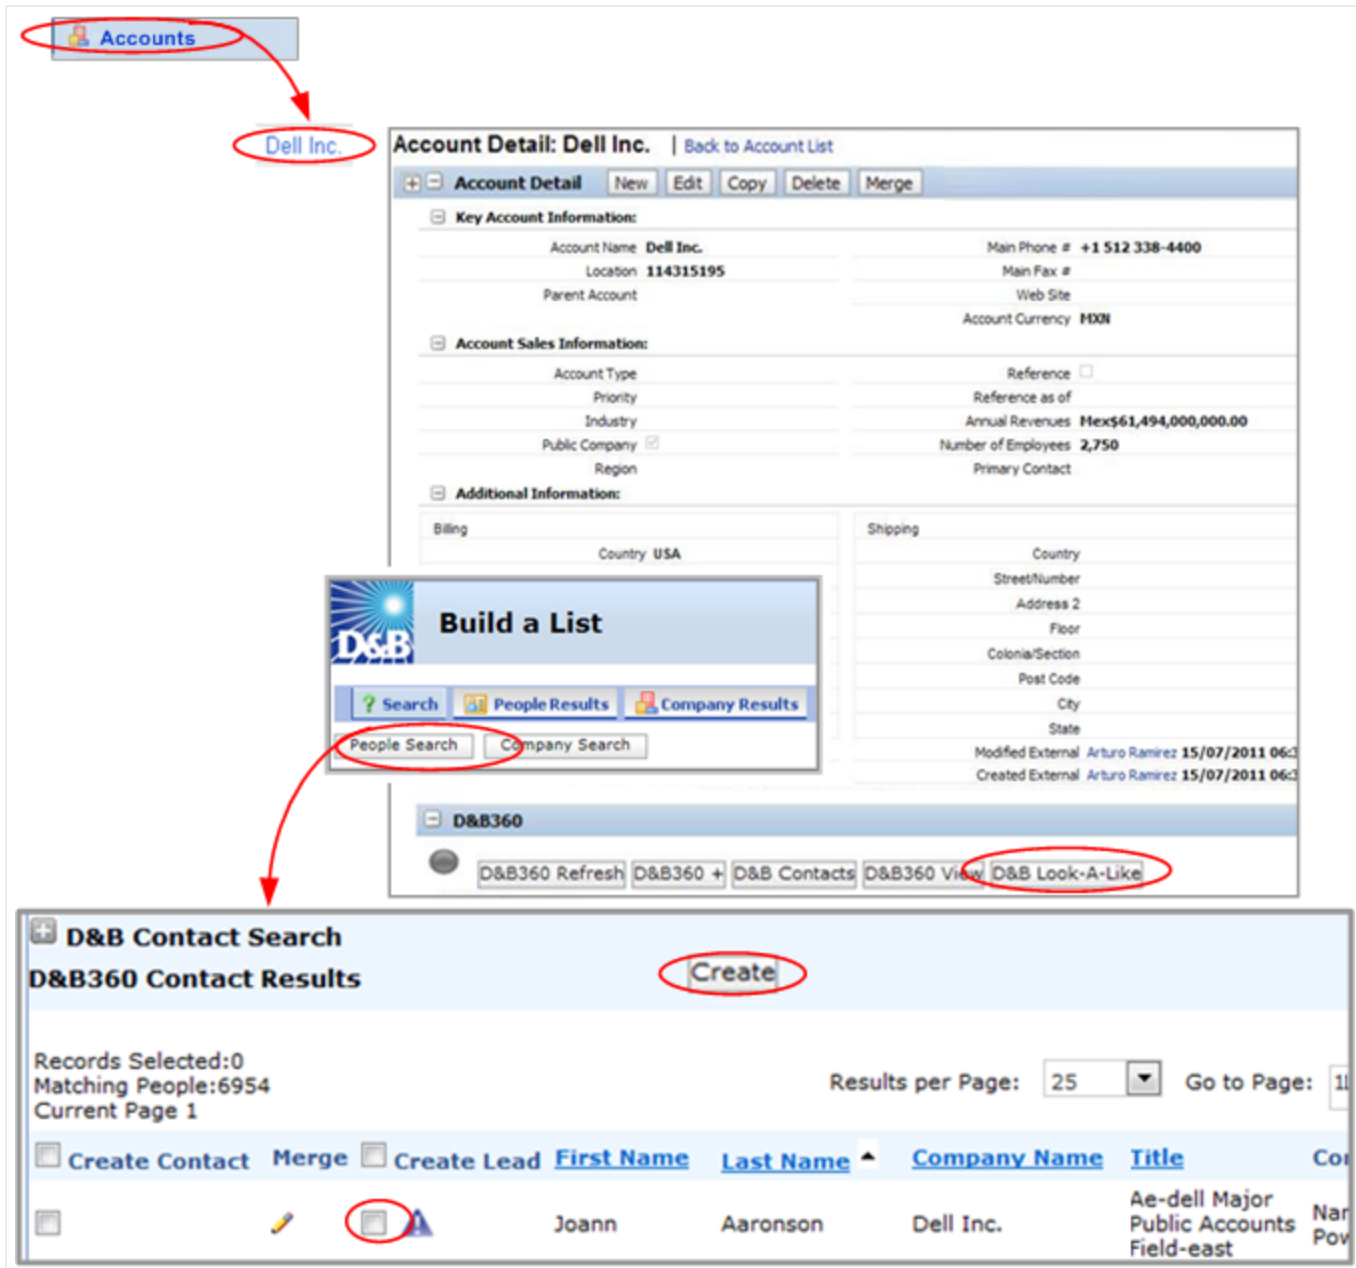 Accounts
Dell Inc.
Account Detail: Dell Inc. | Back to Account List
Account Detail New Edit Copy Delete Merge
Key Account Information:
Account Name Dell Inc. Main Phone # +1 512 338-4400
Location 114315195 Main Fax #
Parent Account Web Site
Account Currency MXN
Account Sales Information:
Account Type Reference
Priority Reference as of
Industry Annual Revenues Mex$61,494,000,000.00
Public Company Number of Employees 2,750
Region Primary Contact
Additional Information:
Billing Shipping
Country USA Country
Street/Number
Address 2
Floor
Colonia/Section
Post Code
City
State
Modified External Arturo Ramirez 15/07/2011 06:3
Created External Arturo Ramirez 15/07/2011 06:3
D&B
Build a List
? Search People Results Company Results
People Search Company Search
D&B360
D&B360 Refresh D&B360 + D&B Contacts D&B360 View D&B Look-A-Like
D&B Contact Search
D&B360 Contact Results Create
Records Selected:0
Matching People:6954
Current Page 1
Results per Page: 25 Go to Page: 1
Create Contact Merge Create Lead First Name Last Name Company Name Title
Joann Aaronson Dell Inc. Ae-dell Major
Public Accounts
Field-east